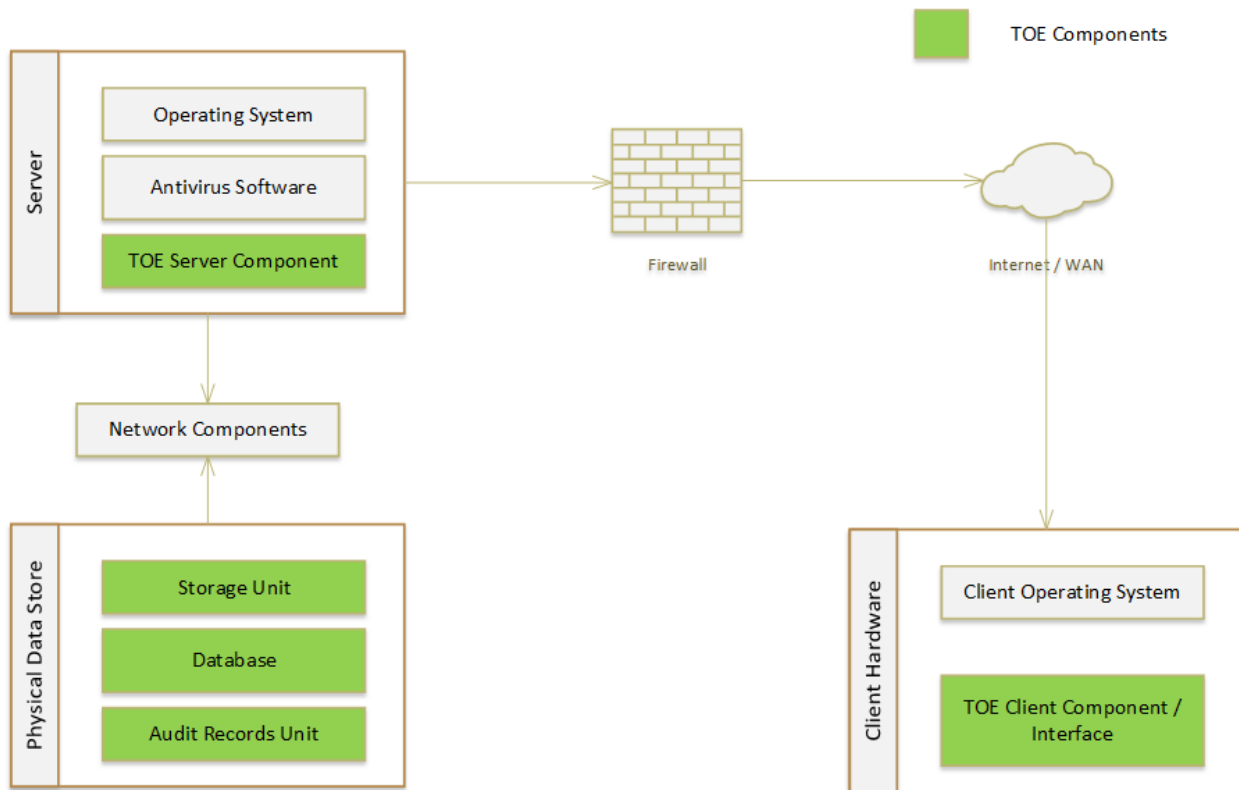 TOE Components
Server
Operating System
Antivirus Software
TOE Server Component
Firewall
Internet / WAN
Network Components
Physical Data Store
Storage Unit
Database
Audit Records Unit
Client Hardware
Client Operating System
TOE Client Component /
Interface